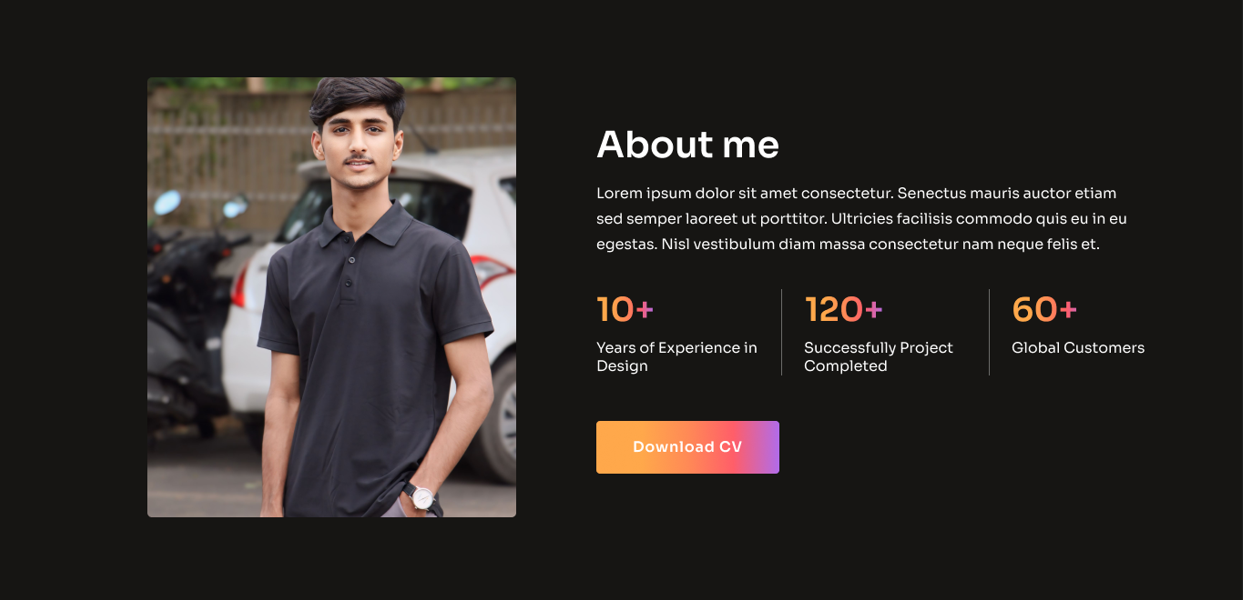 About me
Lorem ipsum dolor sit amet consectetur. Senectus mauris auctor etiam
sed semper laoreet ut porttitor. Ultricies facilisis commodo quis eu in eu
egestas. Nisl vestibulum diam massa consectetur nam neque felis et.
10+
Years of Experience in
Design
120+
Successfully Project
Completed
60+
Global Customers
Download CV